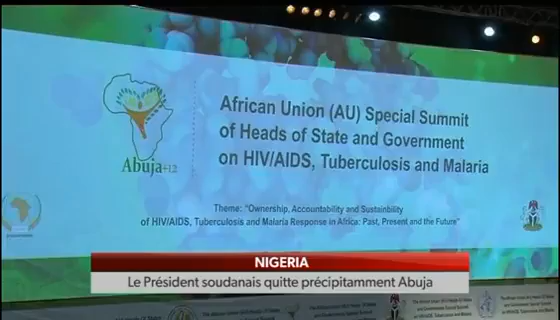 African Union (AU) Special Summit
of Heads of State and Government
on HIV/AIDS, Tuberculosis and Malaria
Abuja+12
Theme: "Ownership, Accountability and Sustainbility
of HIV/AIDS, Tuberculosis and Malaria Response in Africa: Past, Present and the Future"
NIGERIA
Le Président soudanais quitte précipitamment Abuja